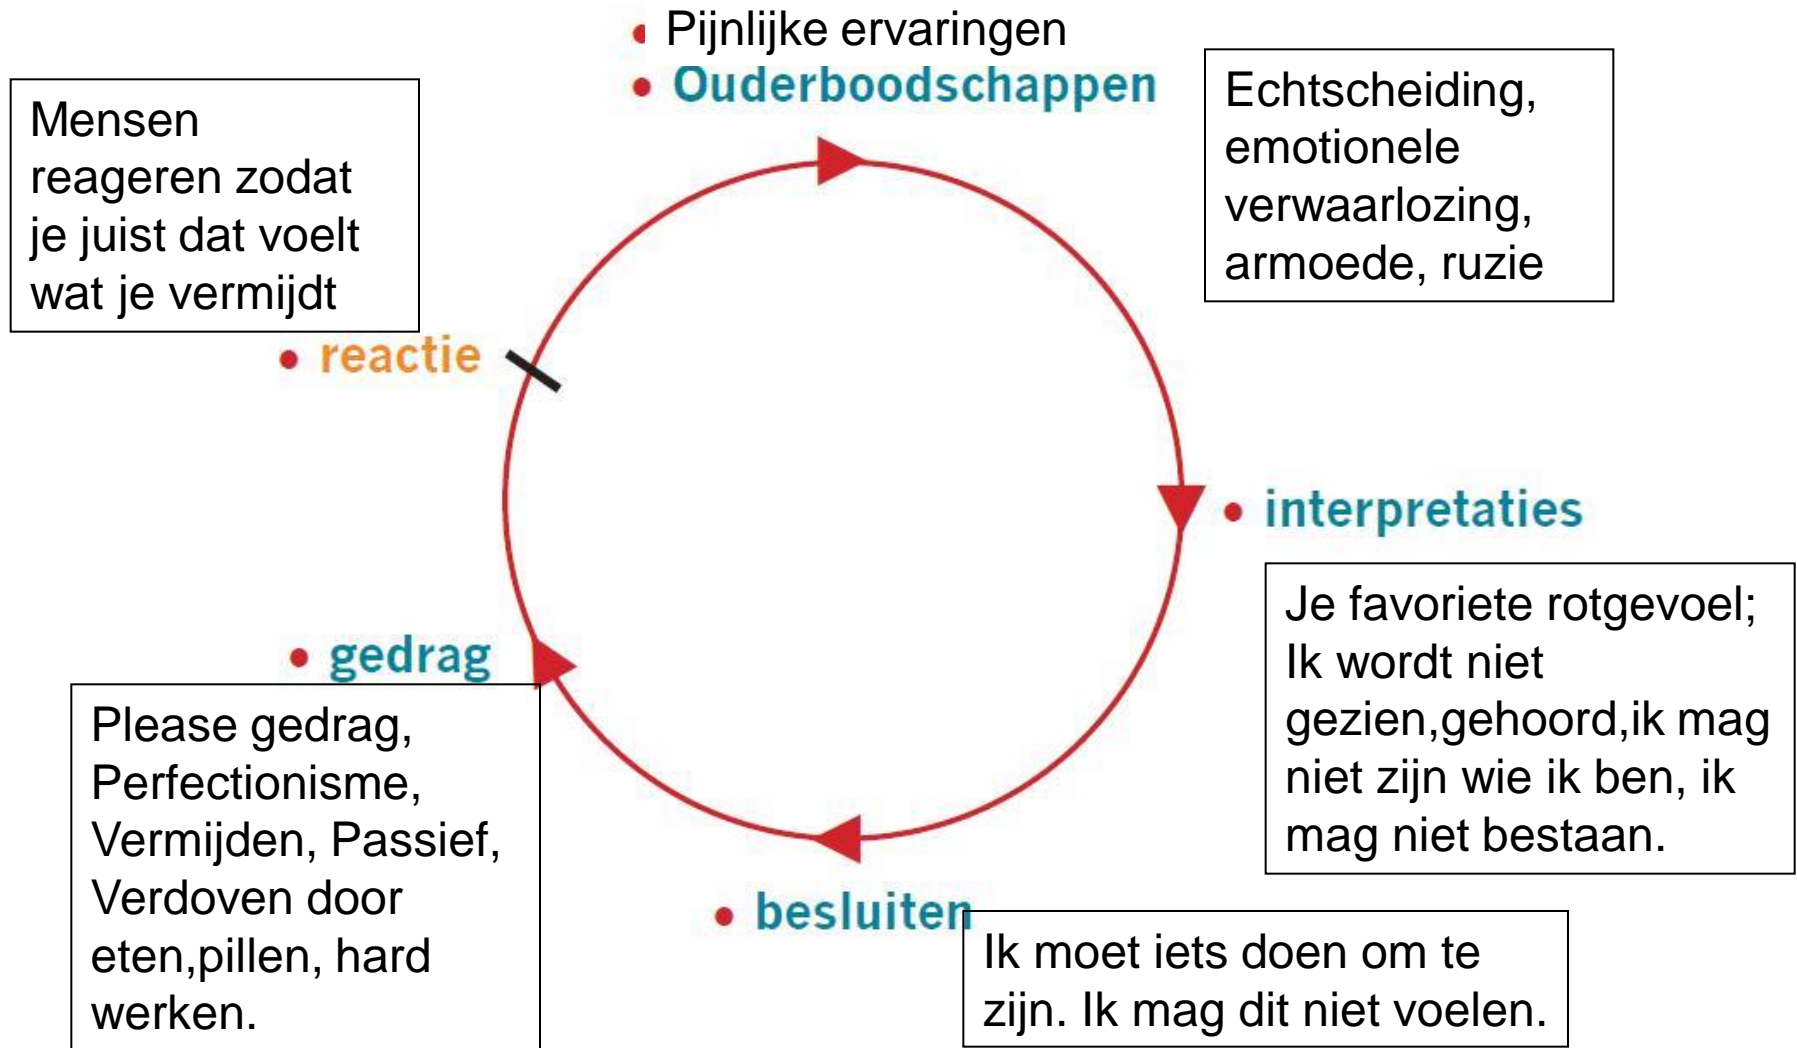 • Pijnlijke ervaringen
• Ouderboodschappen
Echtscheiding,
emotionele
verwaarlozing,
armoede, ruzie
• interpretaties
Je favoriete rotgevoel;
Ik wordt niet
gezien,gehoord,ik mag
niet zijn wie ik ben, ik
mag niet bestaan.
• besluiten
Ik moet iets doen om te
zijn. Ik mag dit niet voelen.
• gedrag
Please gedrag,
Perfectionisme,
Vermijden, Passief,
Verdoven door
eten,pillen, hard
werken.
Mensen
reageren zodat
je juist dat voelt
wat je vermijdt
• reactie